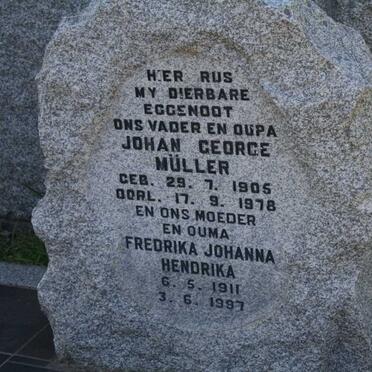 HIER RUS
MY DIERBARE
EGGENOOT
ONS VADER EN OUPA
JOHAN GEORGE
MÜLLER
GEB. 29. 7. 1905
OORL. 17. 9. 1978
EN ONS MOEDER
EN OUMA
FREDRIKA JOHANNA
HENDRIKA
6. 5. 1911
3. 6. 1997